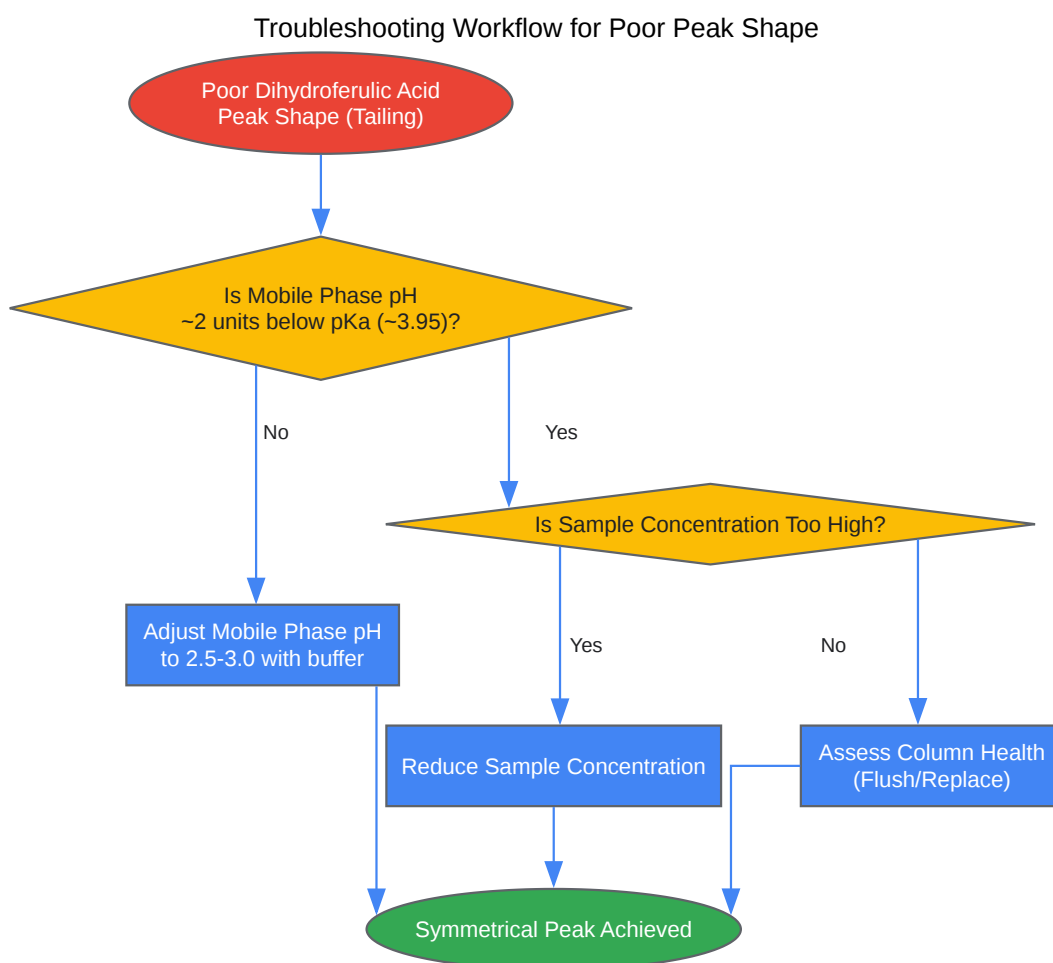 Troubleshooting Workflow for Poor Peak Shape
Poor Dihydroferulic Acid
Peak Shape (Tailing)
Is Mobile Phase pH
~2 units below pKa (~3.95)?
No
Yes
Is Sample Concentration Too High?
Adjust Mobile Phase pH
to 2.5-3.0 with buffer
Yes
No
Reduce Sample Concentration
Assess Column Health
(Flush/Replace)
Symmetrical Peak Achieved